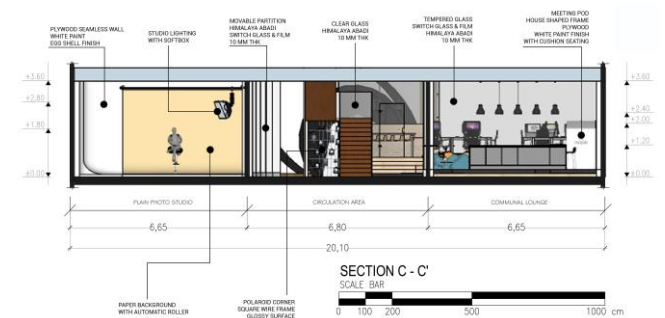 PLYWOOD SEAMLESS WALL
WHITE PAINT
EGG SHELL FINISH
STUDIO LIGHTING
WITH SOFTBOX
MOVABLE PARTITION
HIMALAYA ABADI
SWITCH GLASS & FILM
10 MM THK
CLEAR GLASS
HIMALAYA ABADI
10 MM THK
TEMPERED GLASS
SWITCH GLASS & FILM
HIMALAYA ABADI
10 MM THK
MEETING POD
HOUSE SHAPED FRAME
PLYWOOD
WHITE PAINT FINISH
WITH CUSHION SEATING
+3.60
+2.80
+1.80
±0.00
+3.60
+2.40
+2.00
+1.20
±0.00
PLAIN PHOTO STUDIO
CIRCULATION AREA
COMMUNAL LOUNGE
6,65
6,80
6,65
20,10
PAPER BACKGROUND
WITH AUTOMATIC ROLLER
POLAROID CORNER
SQUARE WIRE FRAME
GLOSSY SURFACE
SECTION C - C'
SCALE BAR
0 100 200 500 1000 cm